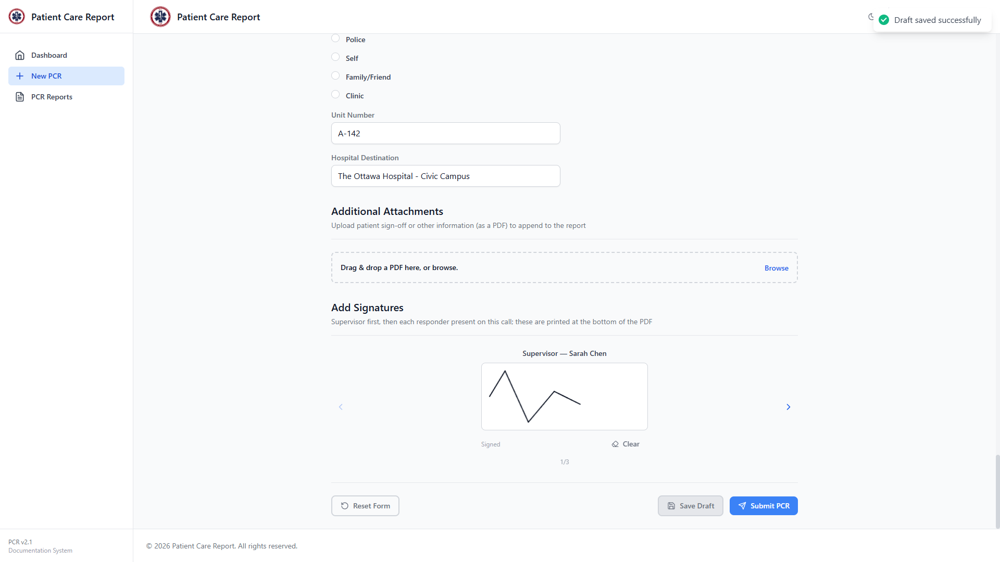 Patient Care Report
Patient Care Report
Draft saved successfully
Dashboard
New PCR
PCR Reports
Police
Self
Family/Friend
Clinic
Unit Number
A-142
Hospital Destination
The Ottawa Hospital - Civic Campus
Additional Attachments
Upload patient sign-off or other information (as a PDF) to append to the report
Drag & drop a PDF here, or browse.
Browse
Add Signatures
Supervisor first, then each responder present on this call; these are printed at the bottom of the PDF
Supervisor — Sarah Chen
Signed
Clear
1/3
Reset Form
Save Draft
Submit PCR
PCR v2.1
Documentation System
© 2026 Patient Care Report. All rights reserved.